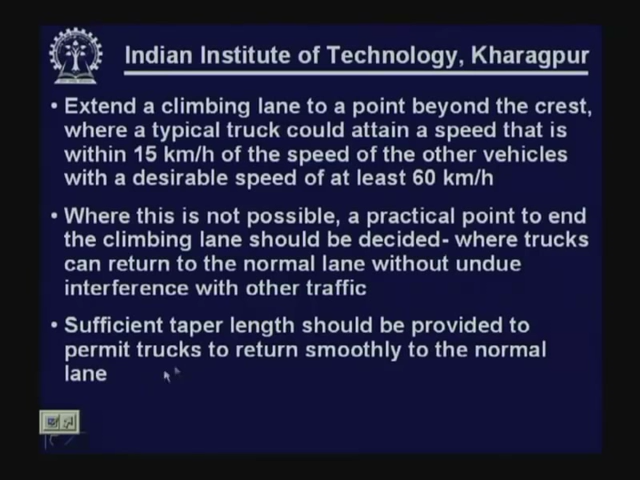 Indian Institute of Technology, Kharagpur
• Extend a climbing lane to a point beyond the crest,
where a typical truck could attain a speed that is
within 15 km/h of the speed of the other vehicles
with a desirable speed of at least 60 km/h
• Where this is not possible, a practical point to end
the climbing lane should be decided- where trucks
can return to the normal lane without undue
interference with other traffic
• Sufficient taper length should be provided to
permit trucks to return smoothly to the normal
lane